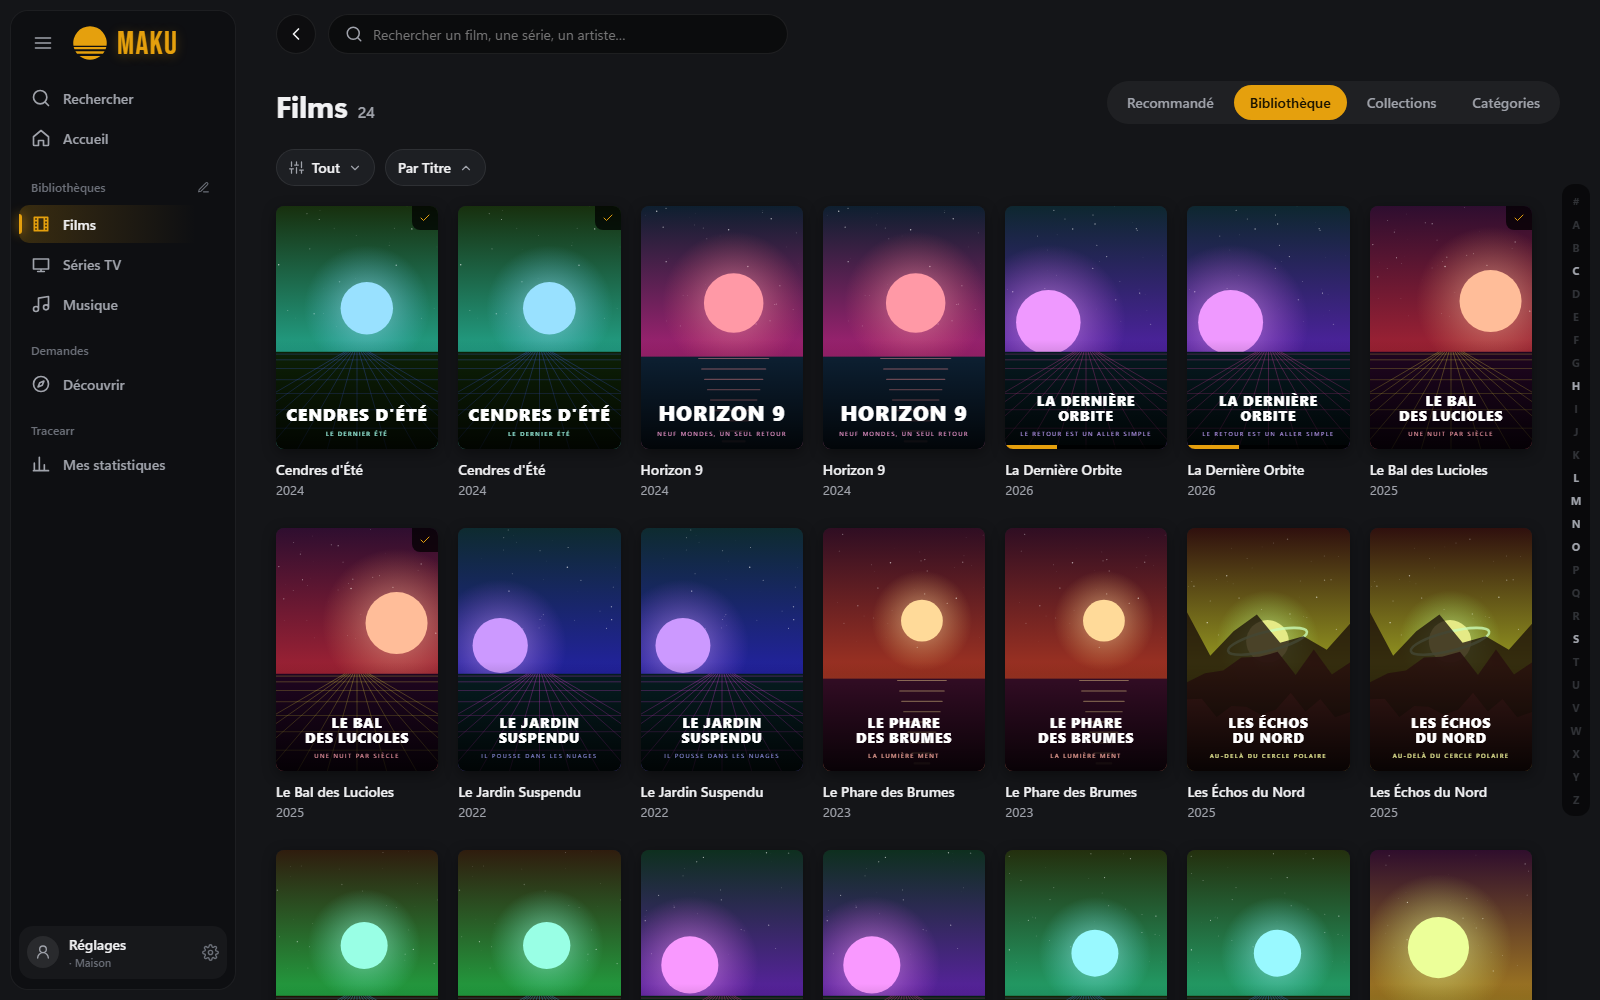 MAKU
Rechercher un film, une série, un artiste...
Rechercher
Accueil
Bibliothèques
Films
Séries TV
Musique
Demandes
Découvrir
Tracearr
Mes statistiques
Réglages
· Maison
Films 24
Recommandé Bibliothèque Collections Catégories
Tout Par Titre
CENDRES D'ÉTÉ
LE DERNIER ÉTÉ
Cendres d'Été
2024
CENDRES D'ÉTÉ
LE DERNIER ÉTÉ
Cendres d'Été
2024
HORIZON 9
NEUF MONDES, UN SEUL RETOUR
Horizon 9
2024
HORIZON 9
NEUF MONDES, UN SEUL RETOUR
Horizon 9
2024
LA DERNIÈRE
ORBITE
LE RETOUR EST UN ALLER SIMPLE
La Dernière Orbite
2026
LA DERNIÈRE
ORBITE
LE RETOUR EST UN ALLER SIMPLE
La Dernière Orbite
2026
LE BAL
DES LUCIOLES
UNE NUIT PAR SIÈCLE
Le Bal des Lucioles
2025
LE BAL
DES LUCIOLES
UNE NUIT PAR SIÈCLE
Le Bal des Lucioles
2025
LE JARDIN
SUSPENDU
IL POUSSE DANS LES NUAGES
Le Jardin Suspendu
2022
LE JARDIN
SUSPENDU
IL POUSSE DANS LES NUAGES
Le Jardin Suspendu
2022
LE PHARE
DES BRUMES
LA LUMIÈRE MENT
Le Phare des Brumes
2023
LE PHARE
DES BRUMES
LA LUMIÈRE MENT
Le Phare des Brumes
2023
LES ÉCHOS
DU NORD
AU-DELÀ DU CERCLE POLAIRE
Les Échos du Nord
2025
LES ÉCHOS
DU NORD
AU-DELÀ DU CERCLE POLAIRE
Les Échos du Nord
2025
#
A
B
C
D
E
F
G
H
I
J
K
L
M
N
O
P
Q
R
S
T
U
V
W
X
Y
Z